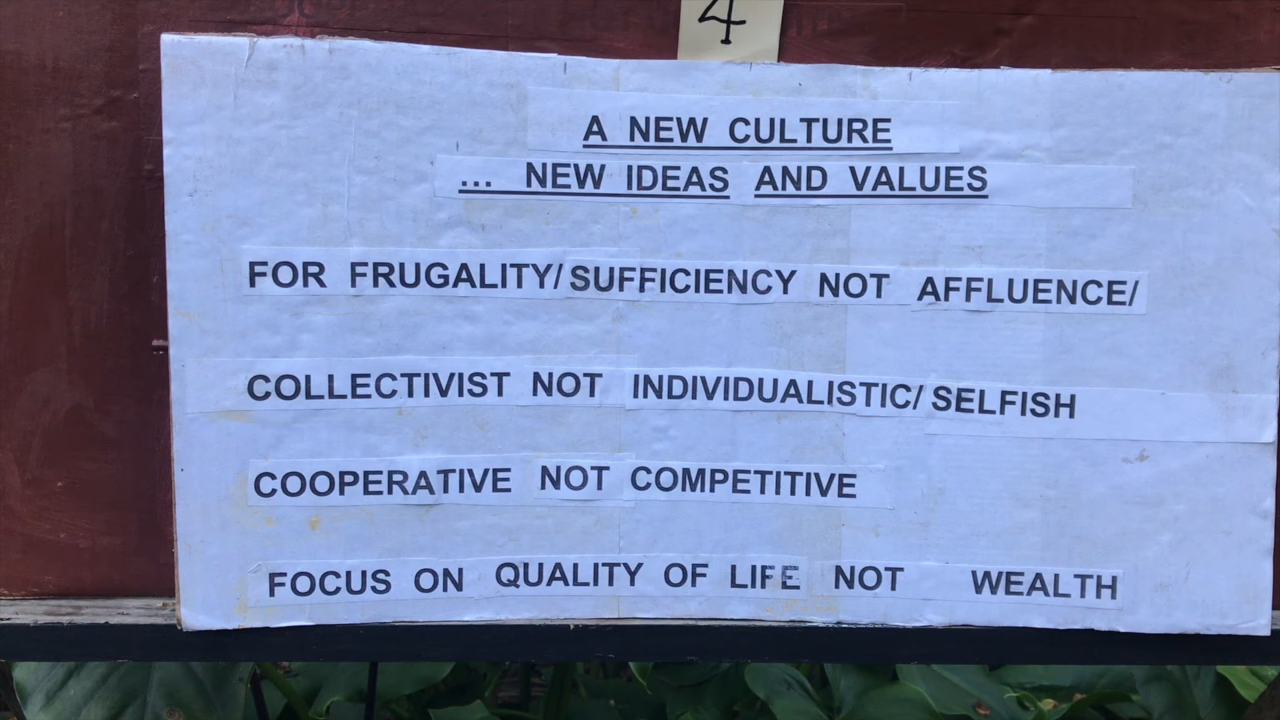 4
A NEW CULTURE
... NEW IDEAS AND VALUES
FOR FRUGALITY/SUFFICIENCY NOT AFFLUENCE/
COLLECTIVIST NOT INDIVIDUALISTIC/ SELFISH
COOPERATIVE NOT COMPETITIVE
FOCUS ON QUALITY OF LIFE NOT WEALTH